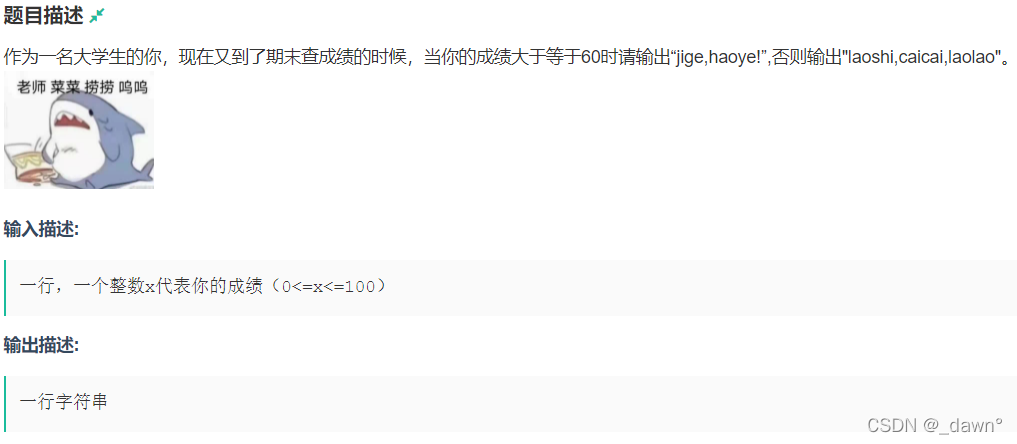 题目描述
作为一名大学生的你，现在又到了期末查成绩的时候，当你的成绩大于等于60时请输出“jige,haoye!”,否则输出"laoshi,caicai,laolao"。
老师 菜菜 捞捞 呜呜
输入描述:
一行，一个整数x代表你的成绩（0<=x<=100）
输出描述:
一行字符串
CSDN @_dawn°